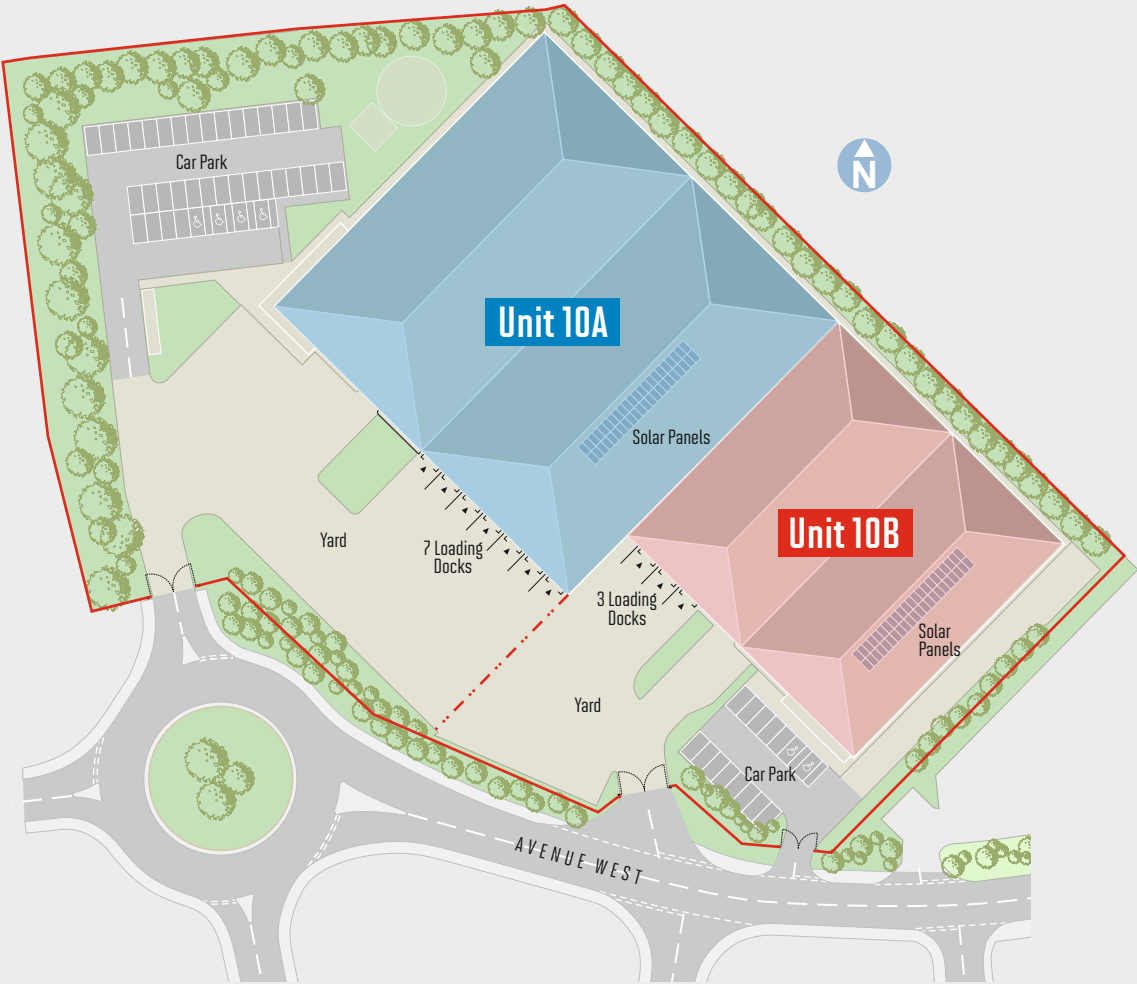 Car Park
N
Unit 10A
Solar Panels
Unit 10B
Yard
7 Loading
Docks
3 Loading
Docks
Solar
Panels
Yard
Car Park
AVENUE WEST